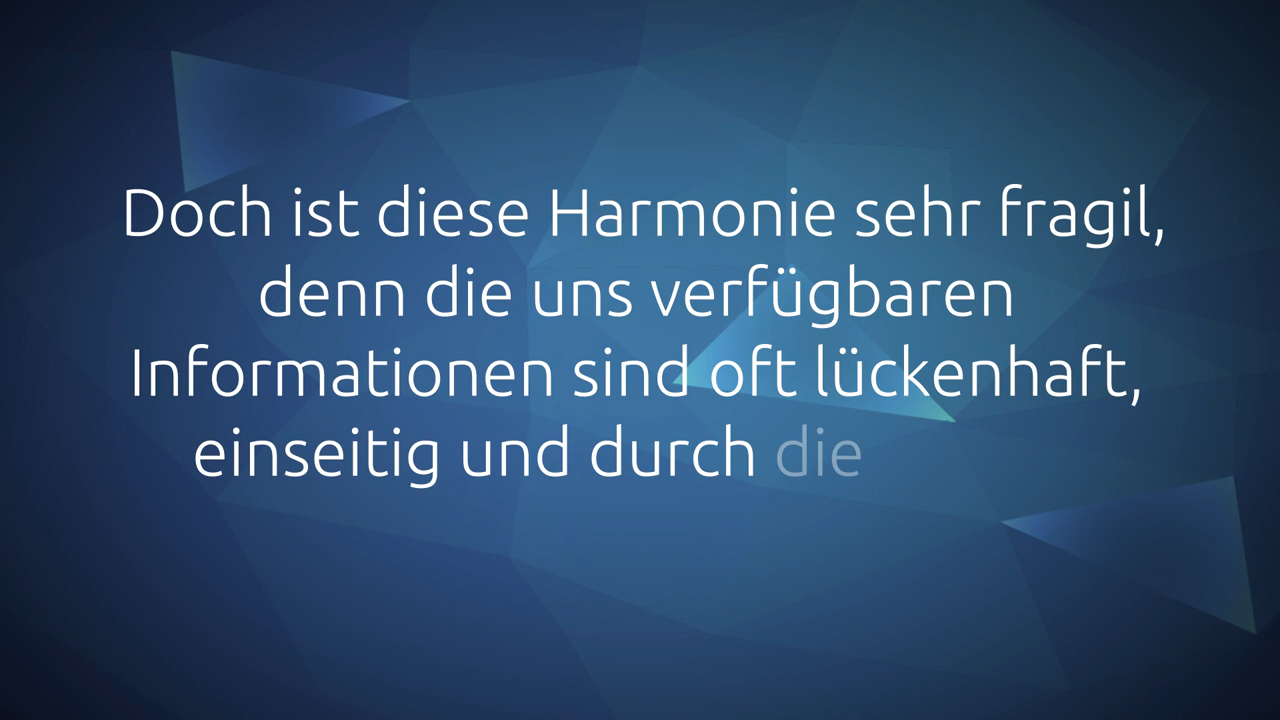 Doch ist diese Harmonie sehr fragil,
denn die uns verfügbaren
Informationen sind oft lückenhaft,
einseitig und durch die